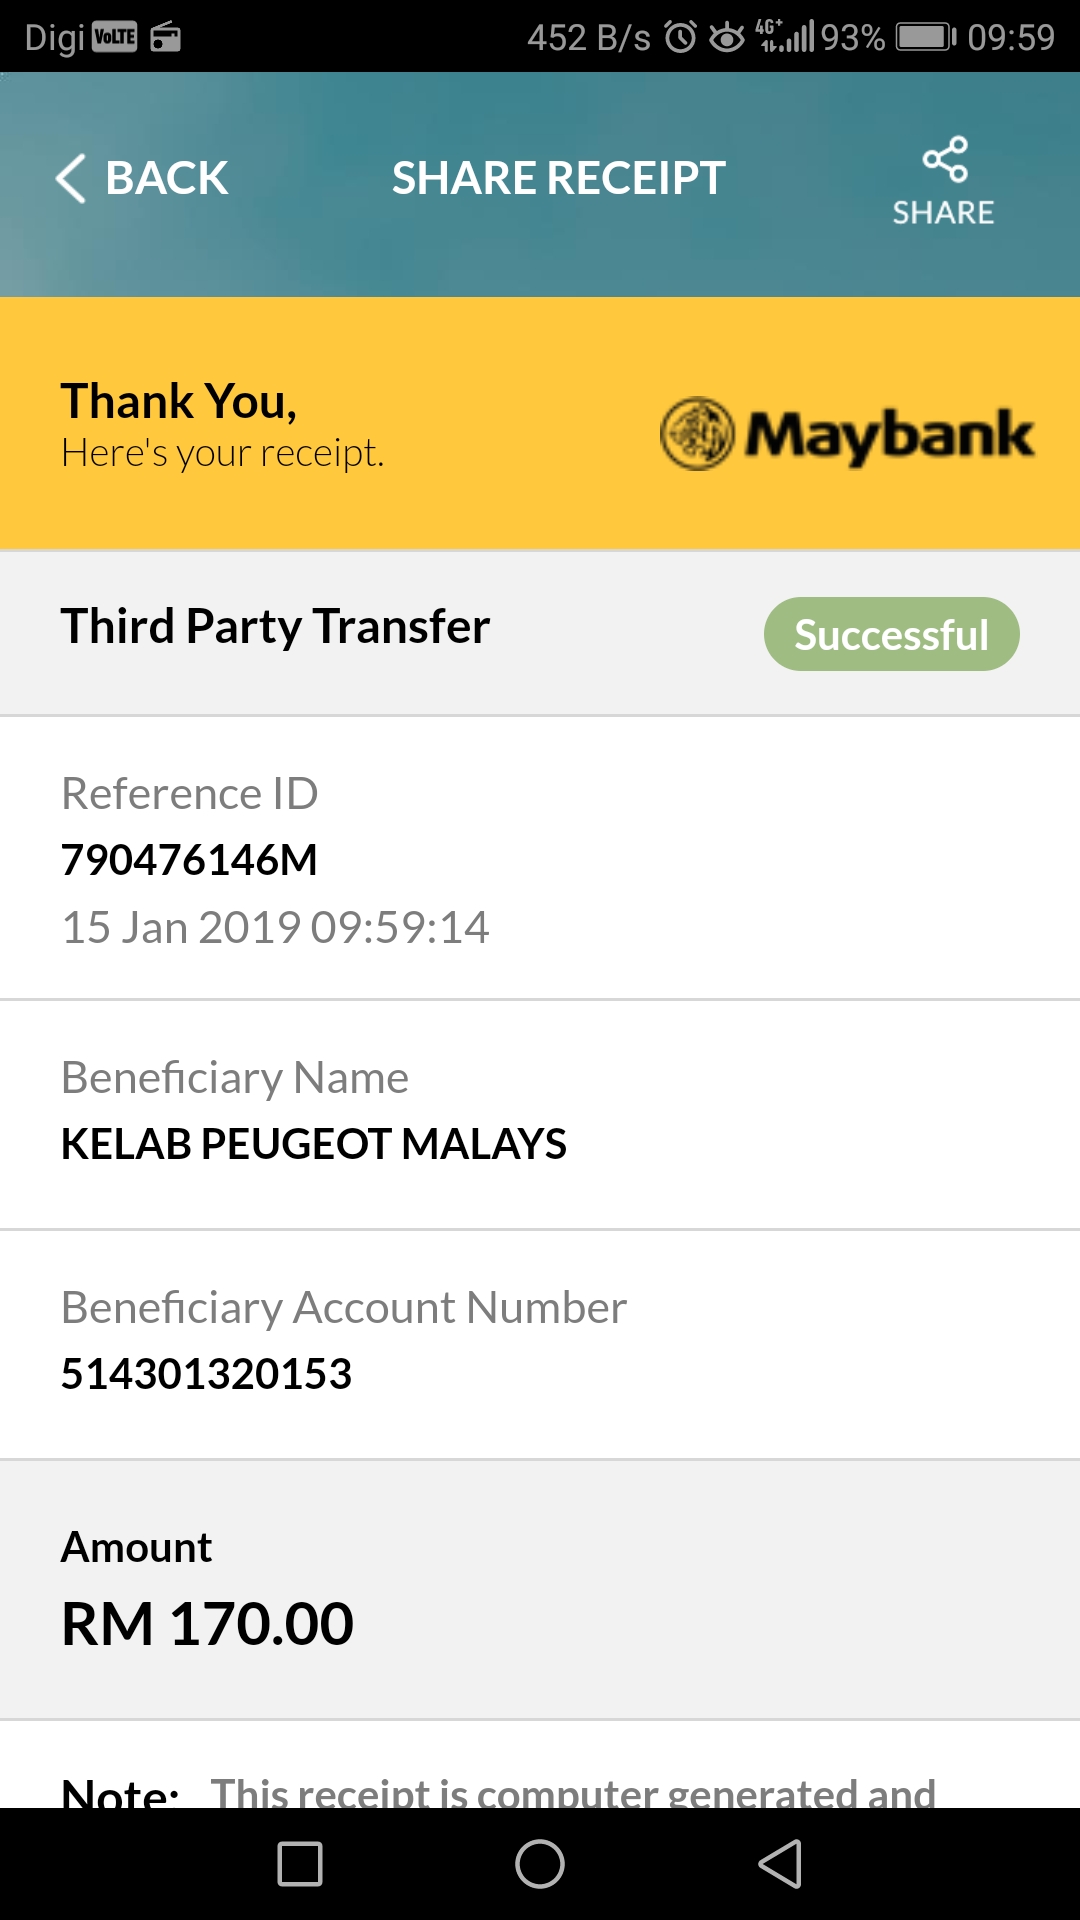 Digi VoLTE 452 B/s 4G+ 93% 09:59
BACK SHARE RECEIPT SHARE
Thank You,
Here's your receipt.
Maybank
Third Party Transfer Successful
Reference ID
790476146M
15 Jan 2019 09:59:14
Beneficiary Name
KELAB PEUGEOT MALAYS
Beneficiary Account Number
514301320153
Amount
RM 170.00
Note: This receipt is computer generated and